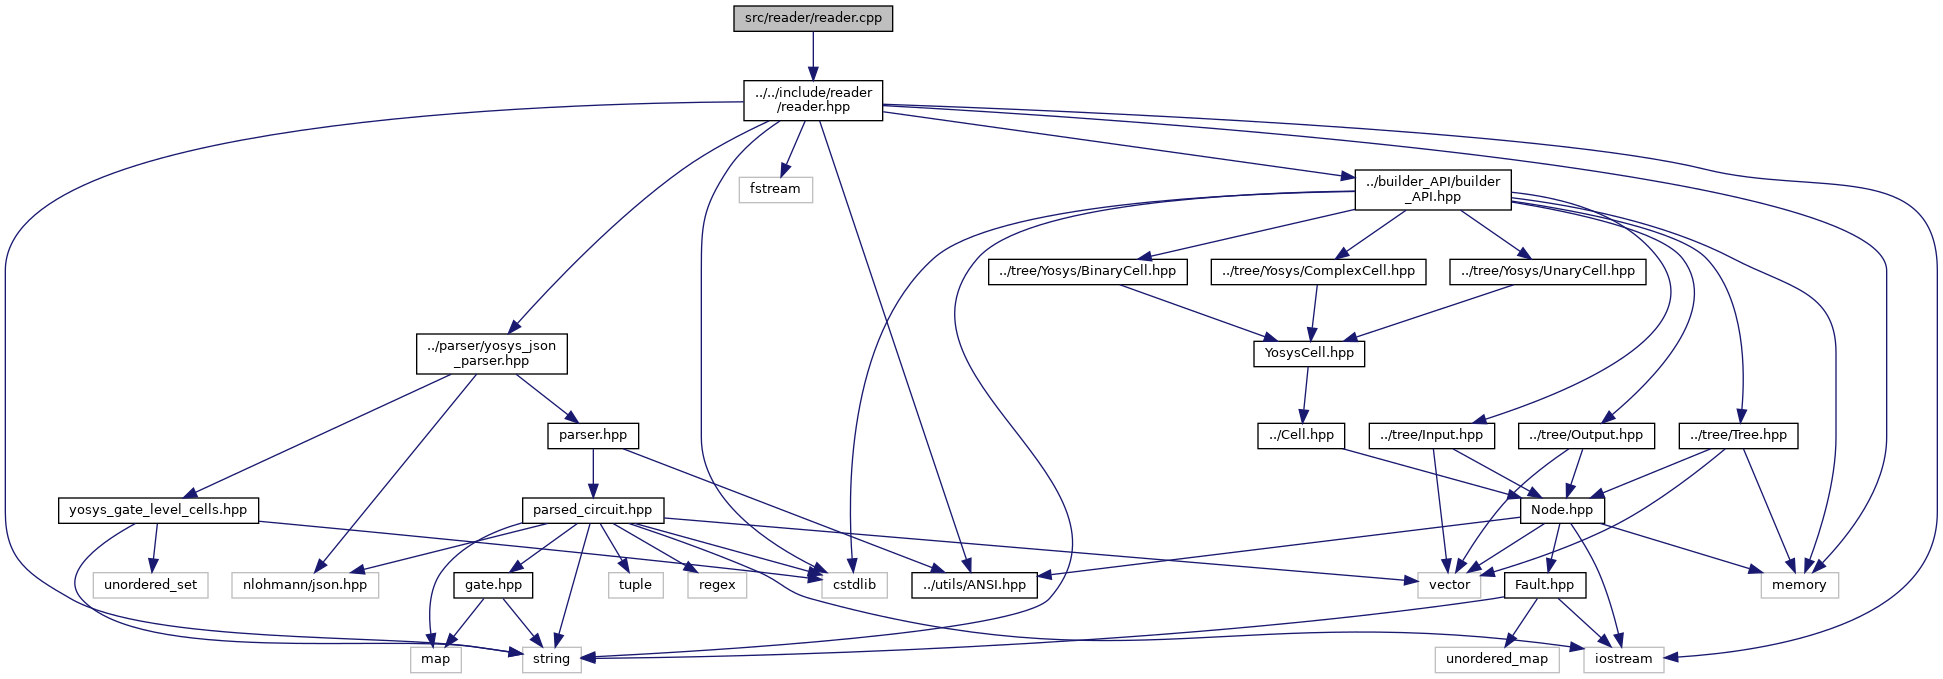 src/reader/reader.cpp
../../include/reader
/reader.hpp
fstream
../builder_API/builder
_API.hpp
../tree/Yosys/BinaryCell.hpp
../tree/Yosys/ComplexCell.hpp
../tree/Yosys/UnaryCell.hpp
../parser/yosys_json
_parser.hpp
YosysCell.hpp
parser.hpp
../Cell.hpp
../tree/Input.hpp
../tree/Output.hpp
../tree/Tree.hpp
yosys_gate_level_cells.hpp
parsed_circuit.hpp
Node.hpp
unordered_set
nlohmann/json.hpp
gate.hpp
tuple
regex
cstdlib
../utils/ANSI.hpp
vector
Fault.hpp
memory
map
string
unordered_map
iostream